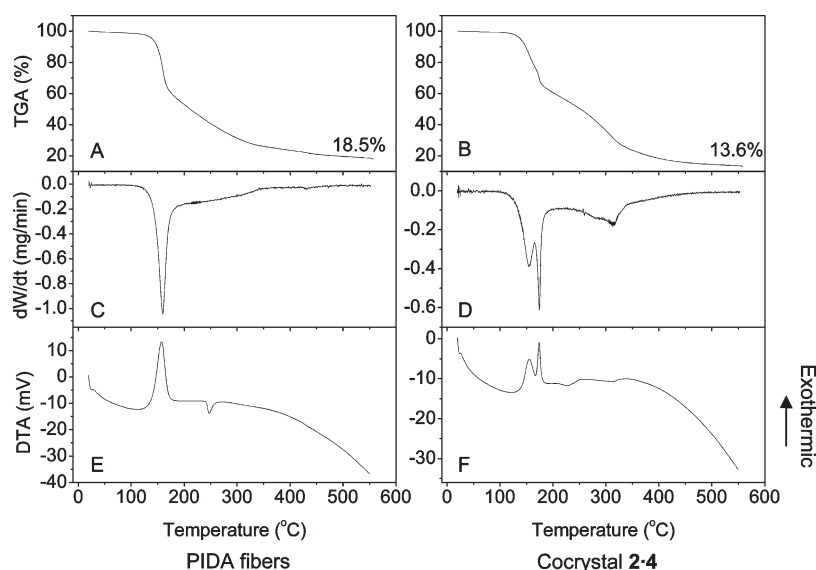 TGA (%)
100
80
60
40
20
A
18.5%
100
80
60
40
20
B
13.6%
dW/dt (mg/min)
0.0
-0.2
-0.4
-0.6
-0.8
-1.0
C
0.0
-0.2
-0.4
-0.6
D
DTA (mV)
10
0
-10
-20
-30
-40
E
0
-10
-20
-30
F
Exothermic
0 100 200 300 400 500 600
0 100 200 300 400 500 600
Temperature (°C)
Temperature (°C)
PIDA fibers
Cocrystal 2·4